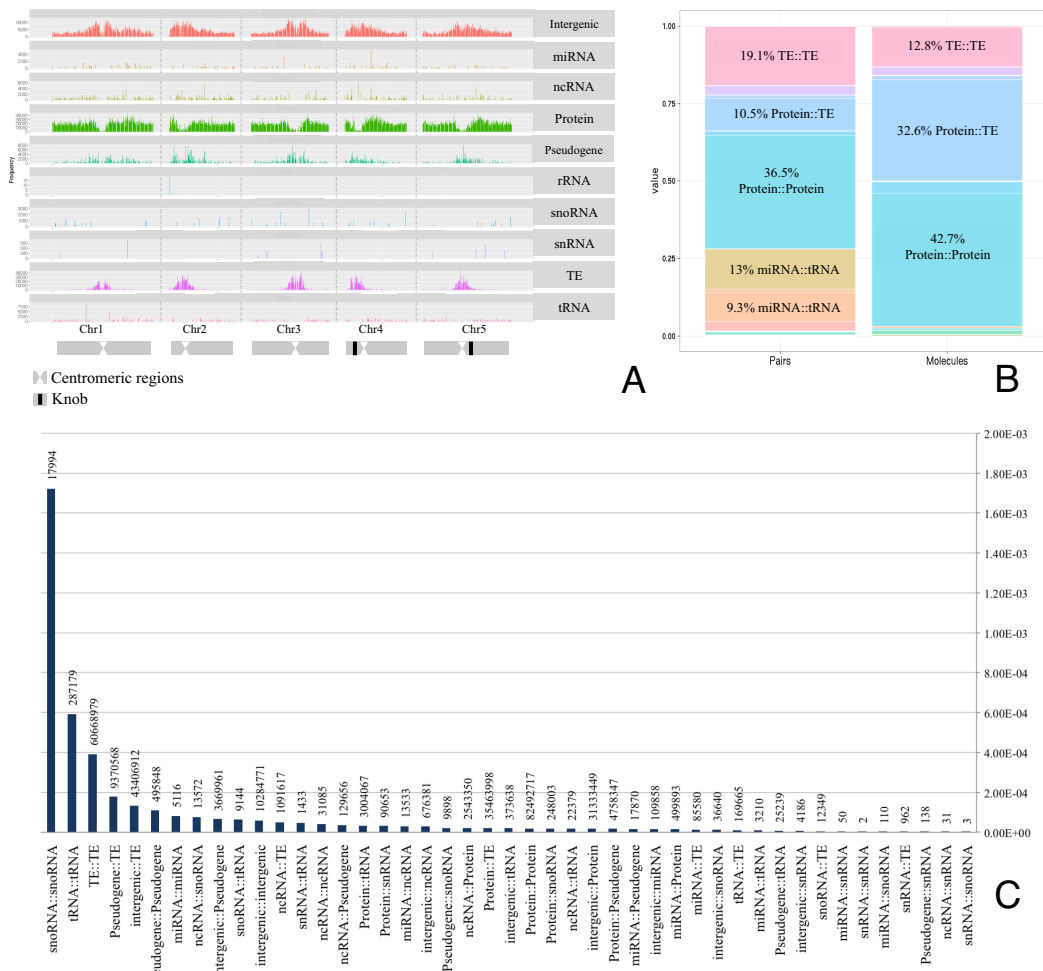 Intergenic
miRNA
ncRNA
Protein
Pseudogene
rRNA
snoRNA
snRNA
TE
tRNA
Frequency
Chr1 Chr2 Chr3 Chr4 Chr5
Centromeric regions
Knob
A
1.00
0.75
0.50
0.25
0.00
value
19.1% TE::TE
10.5% Protein::TE
36.5%
Protein::Protein
13% miRNA::tRNA
9.3% miRNA::tRNA
12.8% TE::TE
32.6% Protein::TE
42.7%
Protein::Protein
Pairs Molecules
B
2.00E-03
1.80E-03
1.60E-03
1.40E-03
1.20E-03
1.00E-03
8.00E-04
6.00E-04
4.00E-04
2.00E-04
0.00E+00
17994
287179
60668979
9370568
43406912
495848
5116
13572
3669961
9144
10284771
1091617
1433
31085
129656
3004067
90653
13533
676381
9898
2543350
35463998
373638
82492717
248003
22379
31333449
4758347
17870
109858
499893
85580
36640
169665
3210
25239
4186
12349
50
2
110
962
138
31
3
snoRNA::snoRNA
tRNA::tRNA
TE::TE
Pseudogene::TE
intergenic::TE
Pseudogene::Pseudogene
miRNA::miRNA
ncRNA::snoRNA
intergenic::Pseudogene
snoRNA::tRNA
intergenic::intergenic
ncRNA::TE
snRNA::tRNA
ncRNA::ncRNA
ncRNA::Pseudogene
Protein::tRNA
Protein::snRNA
miRNA::ncRNA
intergenic::ncRNA
Pseudogene::snoRNA
ncRNA::Protein
Protein::TE
intergenic::tRNA
Protein::Protein
Protein::snoRNA
ncRNA::tRNA
intergenic::Protein
Protein::Pseudogene
miRNA::Pseudogene
intergenic::miRNA
miRNA::Protein
miRNA::TE
intergenic::snoRNA
tRNA::TE
miRNA::tRNA
Pseudogene::tRNA
intergenic::snRNA
snoRNA::TE
miRNA::snRNA
snRNA::snRNA
miRNA::snoRNA
snRNA::TE
Pseudogene::snRNA
ncRNA::snRNA
snRNA::snoRNA
C